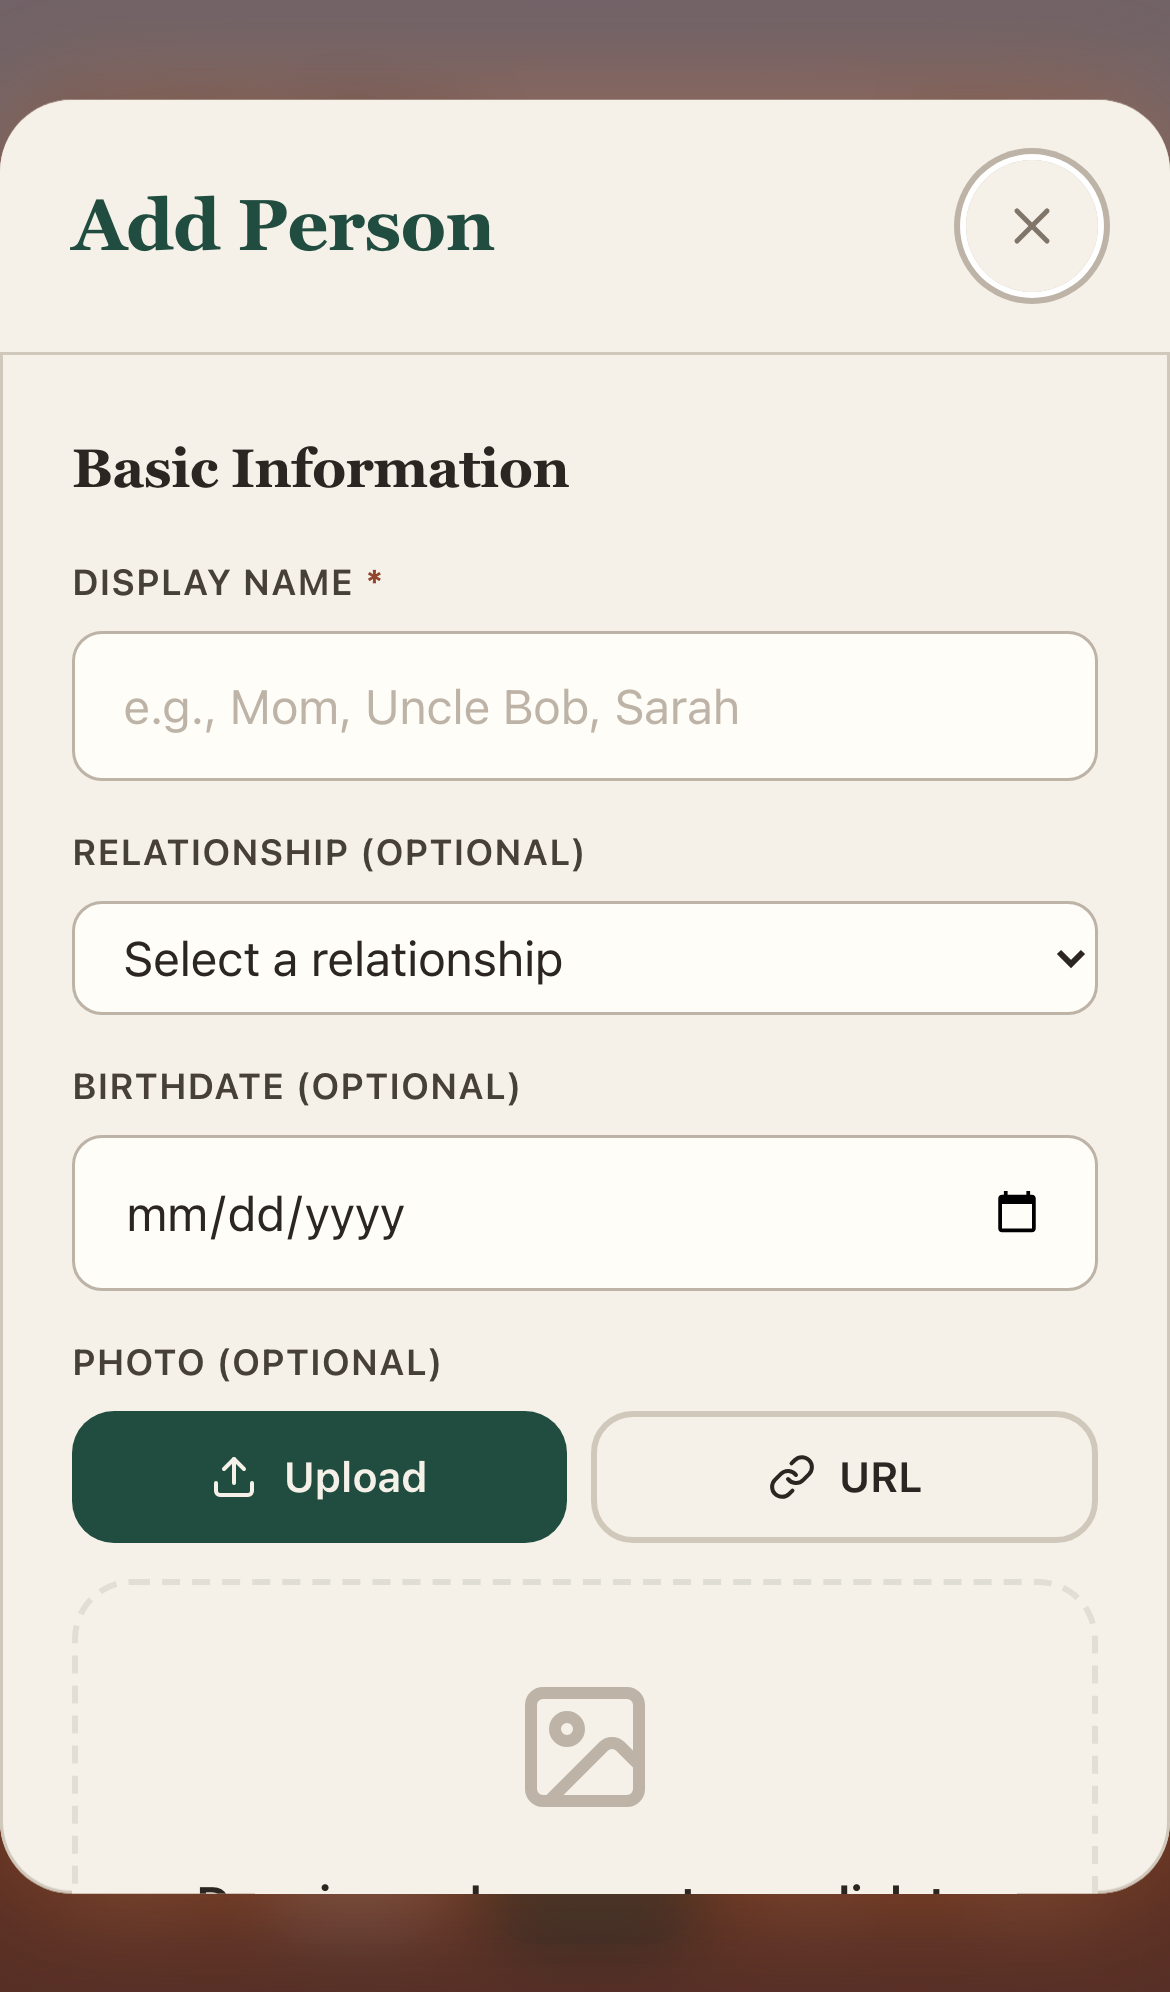 Add Person
Basic Information
DISPLAY NAME *
e.g., Mom, Uncle Bob, Sarah
RELATIONSHIP (OPTIONAL)
Select a relationship
BIRTHDATE (OPTIONAL)
mm/dd/yyyy
PHOTO (OPTIONAL)
Upload
URL